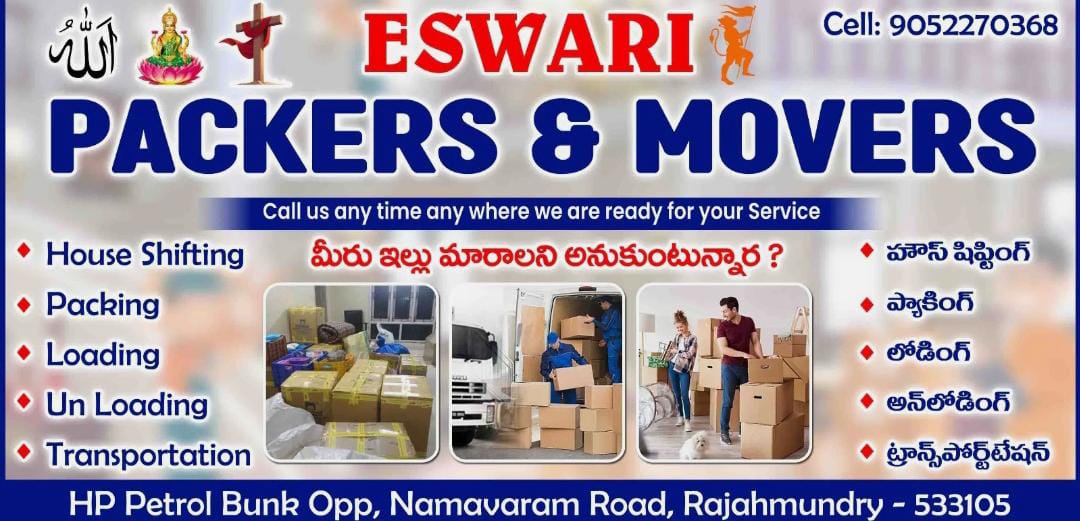 الله
ESWARI
Cell: 9052270368
PACKERS & MOVERS
Call us any time any where we are ready for your Service
మీరు ఇల్లు మారాలని అనుకుంటున్నార ?
House Shifting
Packing
Loading
Un Loading
Transportation
హౌస్ షిఫ్టింగ్
ప్యాకింగ్
లోడింగ్
అన్‌లోడింగ్
ట్రాన్స్‌పోర్ట్‌టేషన్
HP Petrol Bunk Opp, Namavaram Road, Rajahmundry - 533105